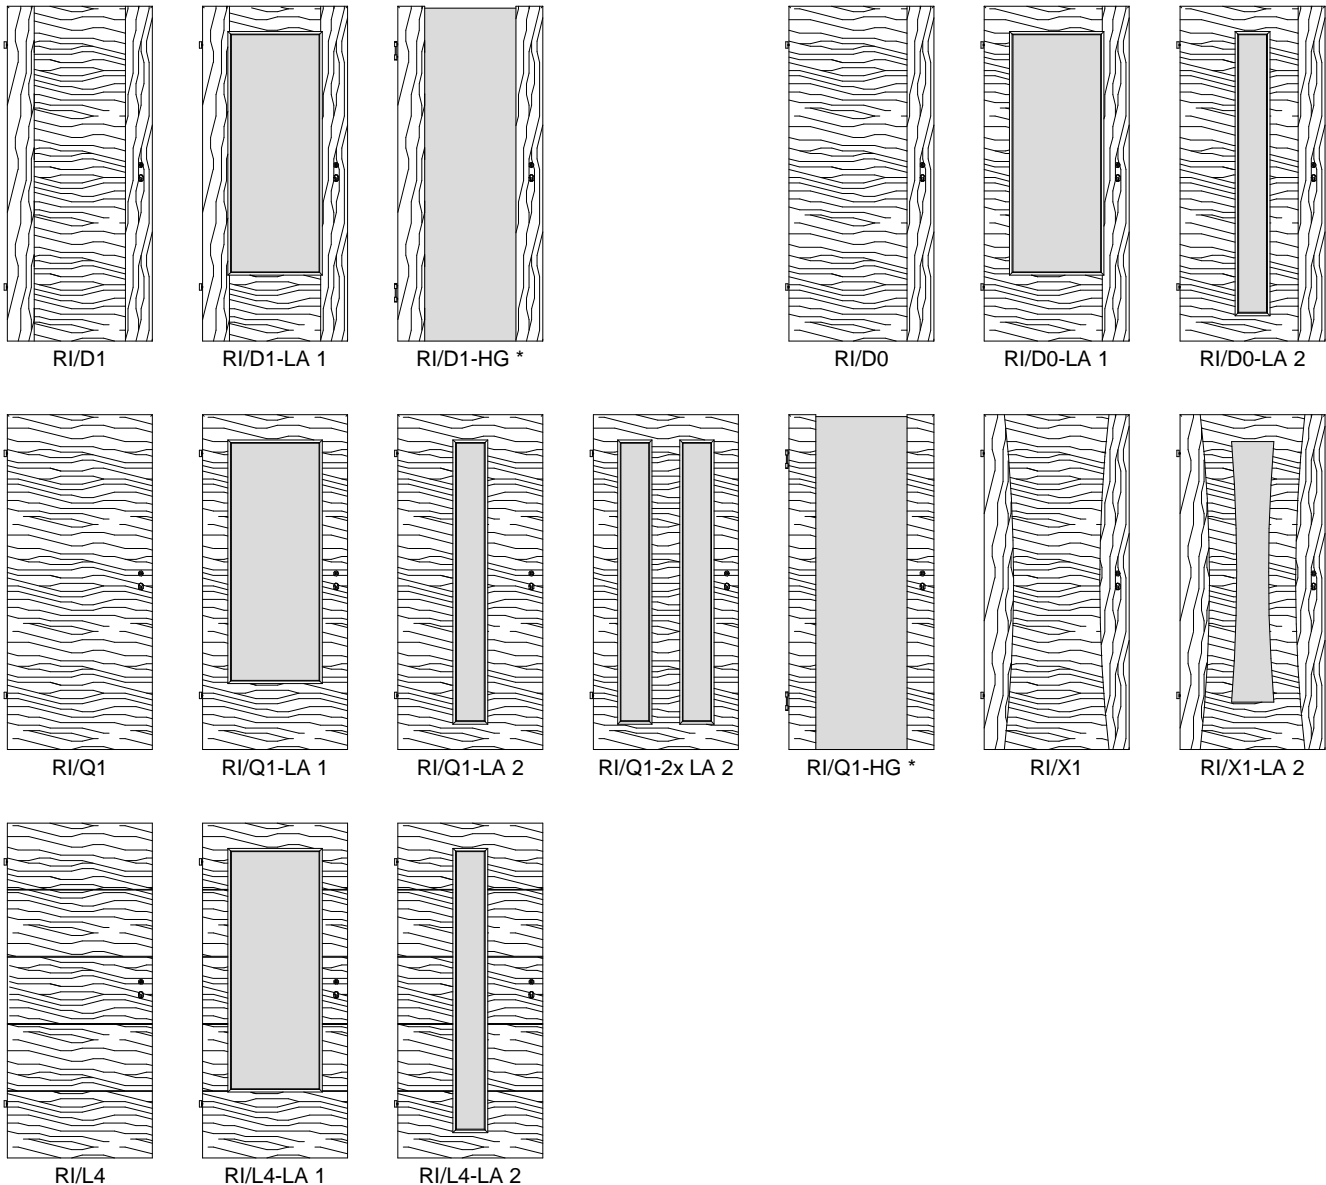 RI/D1 RI/D1-LA 1 RI/D1-HG * RI/D0 RI/D0-LA 1 RI/D0-LA 2
RI/Q1 RI/Q1-LA 1 RI/Q1-LA 2 RI/Q1-2x LA 2 RI/Q1-HG * RI/X1 RI/X1-LA 2
RI/L4 RI/L4-LA 1 RI/L4-LA 2